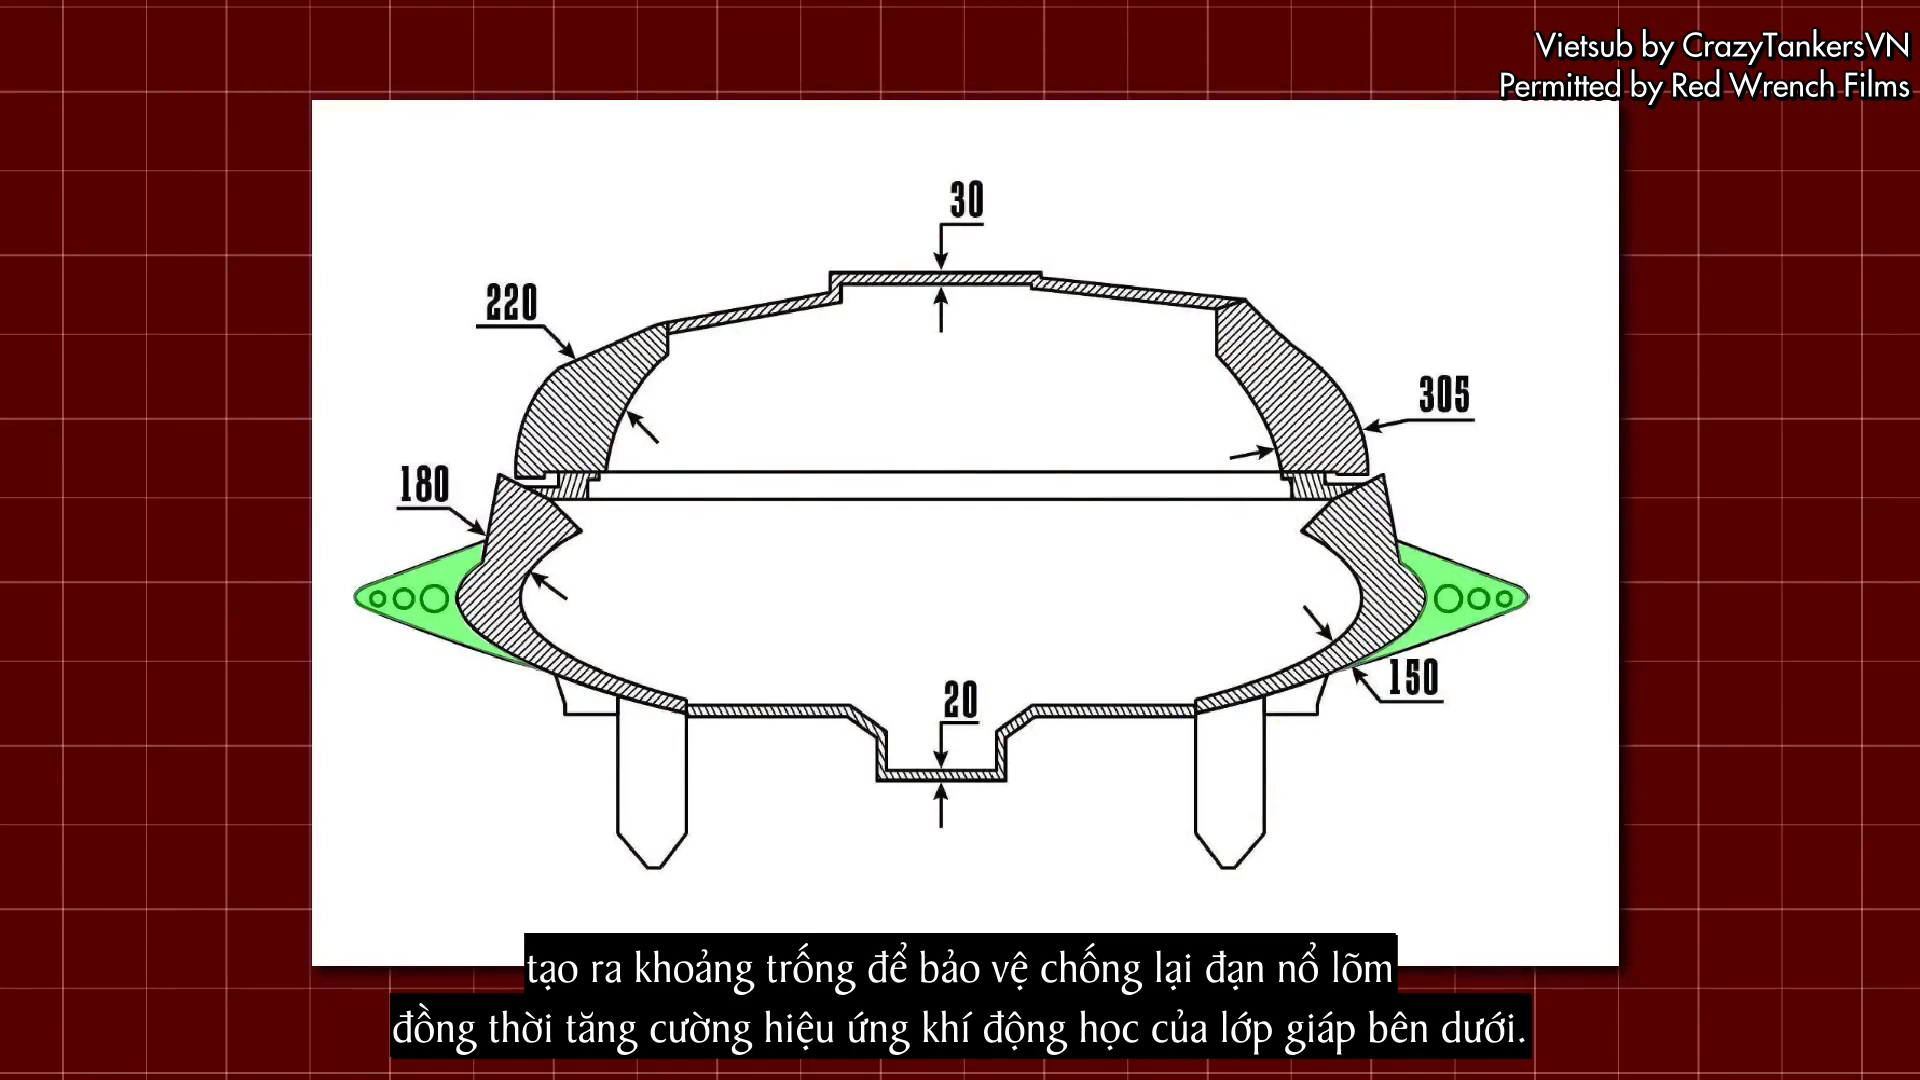 Vietsub by CrazyTankersVN
Permitted by Red Wrench Films
30
220
305
180
150
20
tạo ra khoảng trống để bảo vệ chống lại đạn nổ lõm
đồng thời tăng cường hiệu ứng khí động học của lớp giáp bên dưới.